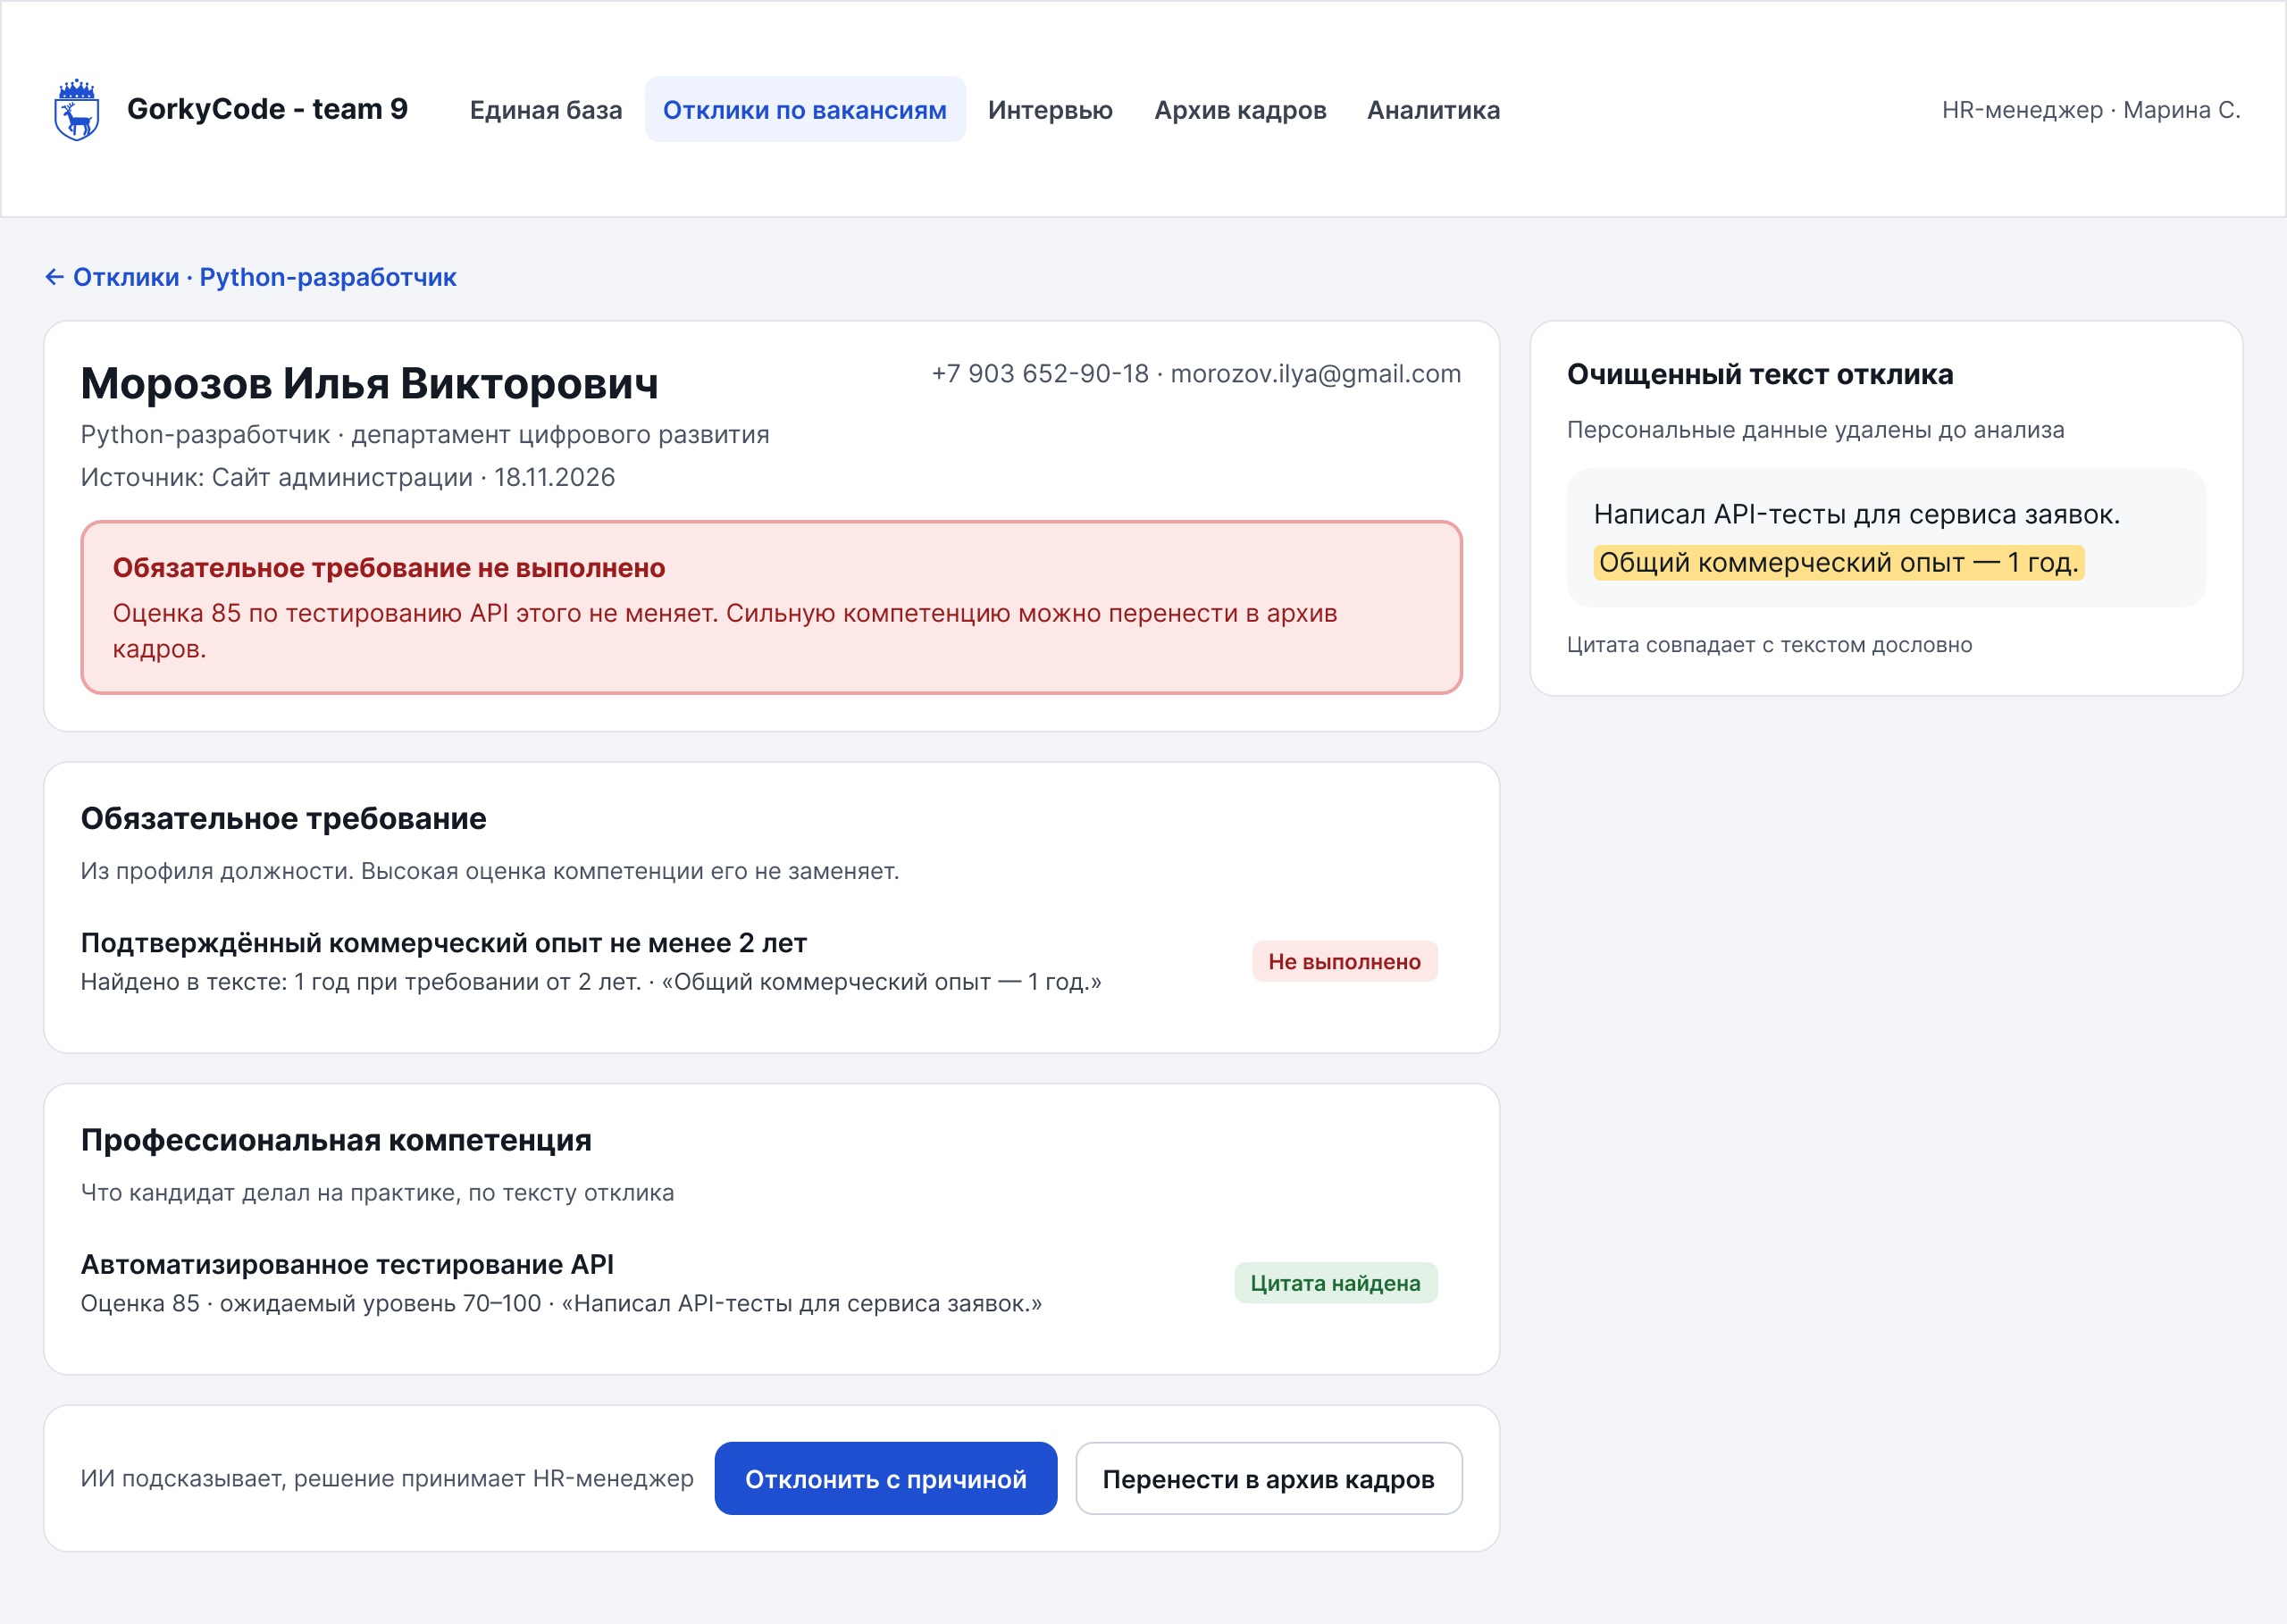 GorkyCode - team 9
Единая база
Отклики по вакансиям
Интервью
Архив кадров
Аналитика
HR-менеджер · Марина С.
← Отклики · Python-разработчик
Морозов Илья Викторович
+7 903 652-90-18 · morozov.ilya@gmail.com
Python-разработчик · департамент цифрового развития
Источник: Сайт администрации · 18.11.2026
Обязательное требование не выполнено
Оценка 85 по тестированию API этого не меняет. Сильную компетенцию можно перенести в архив
кадров.
Очищенный текст отклика
Персональные данные удалены до анализа
Написал API-тесты для сервиса заявок.
Общий коммерческий опыт — 1 год.
Цитата совпадает с текстом дословно
Обязательное требование
Из профиля должности. Высокая оценка компетенции его не заменяет.
Подтверждённый коммерческий опыт не менее 2 лет
Найдено в тексте: 1 год при требовании от 2 лет. · «Общий коммерческий опыт — 1 год.»
Не выполнено
Профессиональная компетенция
Что кандидат делал на практике, по тексту отклика
Автоматизированное тестирование API
Оценка 85 · ожидаемый уровень 70–100 · «Написал API-тесты для сервиса заявок.»
Цитата найдена
ИИ подсказывает, решение принимает HR-менеджер
Отклонить с причиной
Перенести в архив кадров